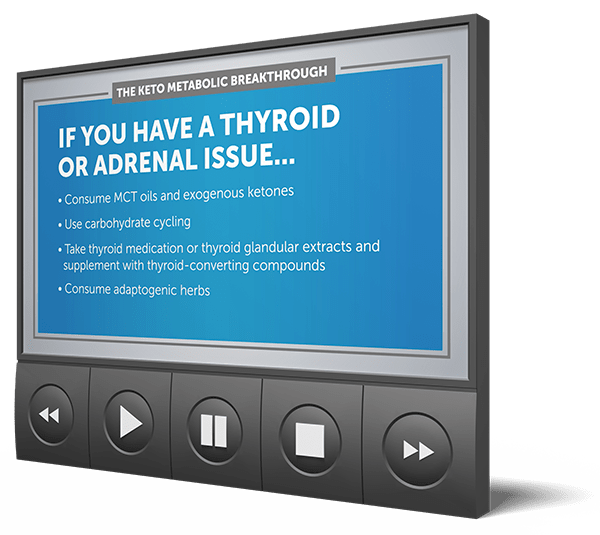 THE KETO METABOLIC BREAKTHROUGH
IF YOU HAVE A THYROID
OR ADRENAL ISSUE...
• Consume MCT oils and exogenous ketones
• Use carbohydrate cycling
• Take thyroid medication or thyroid glandular extracts and
supplement with thyroid-converting compounds
• Consume adaptogenic herbs